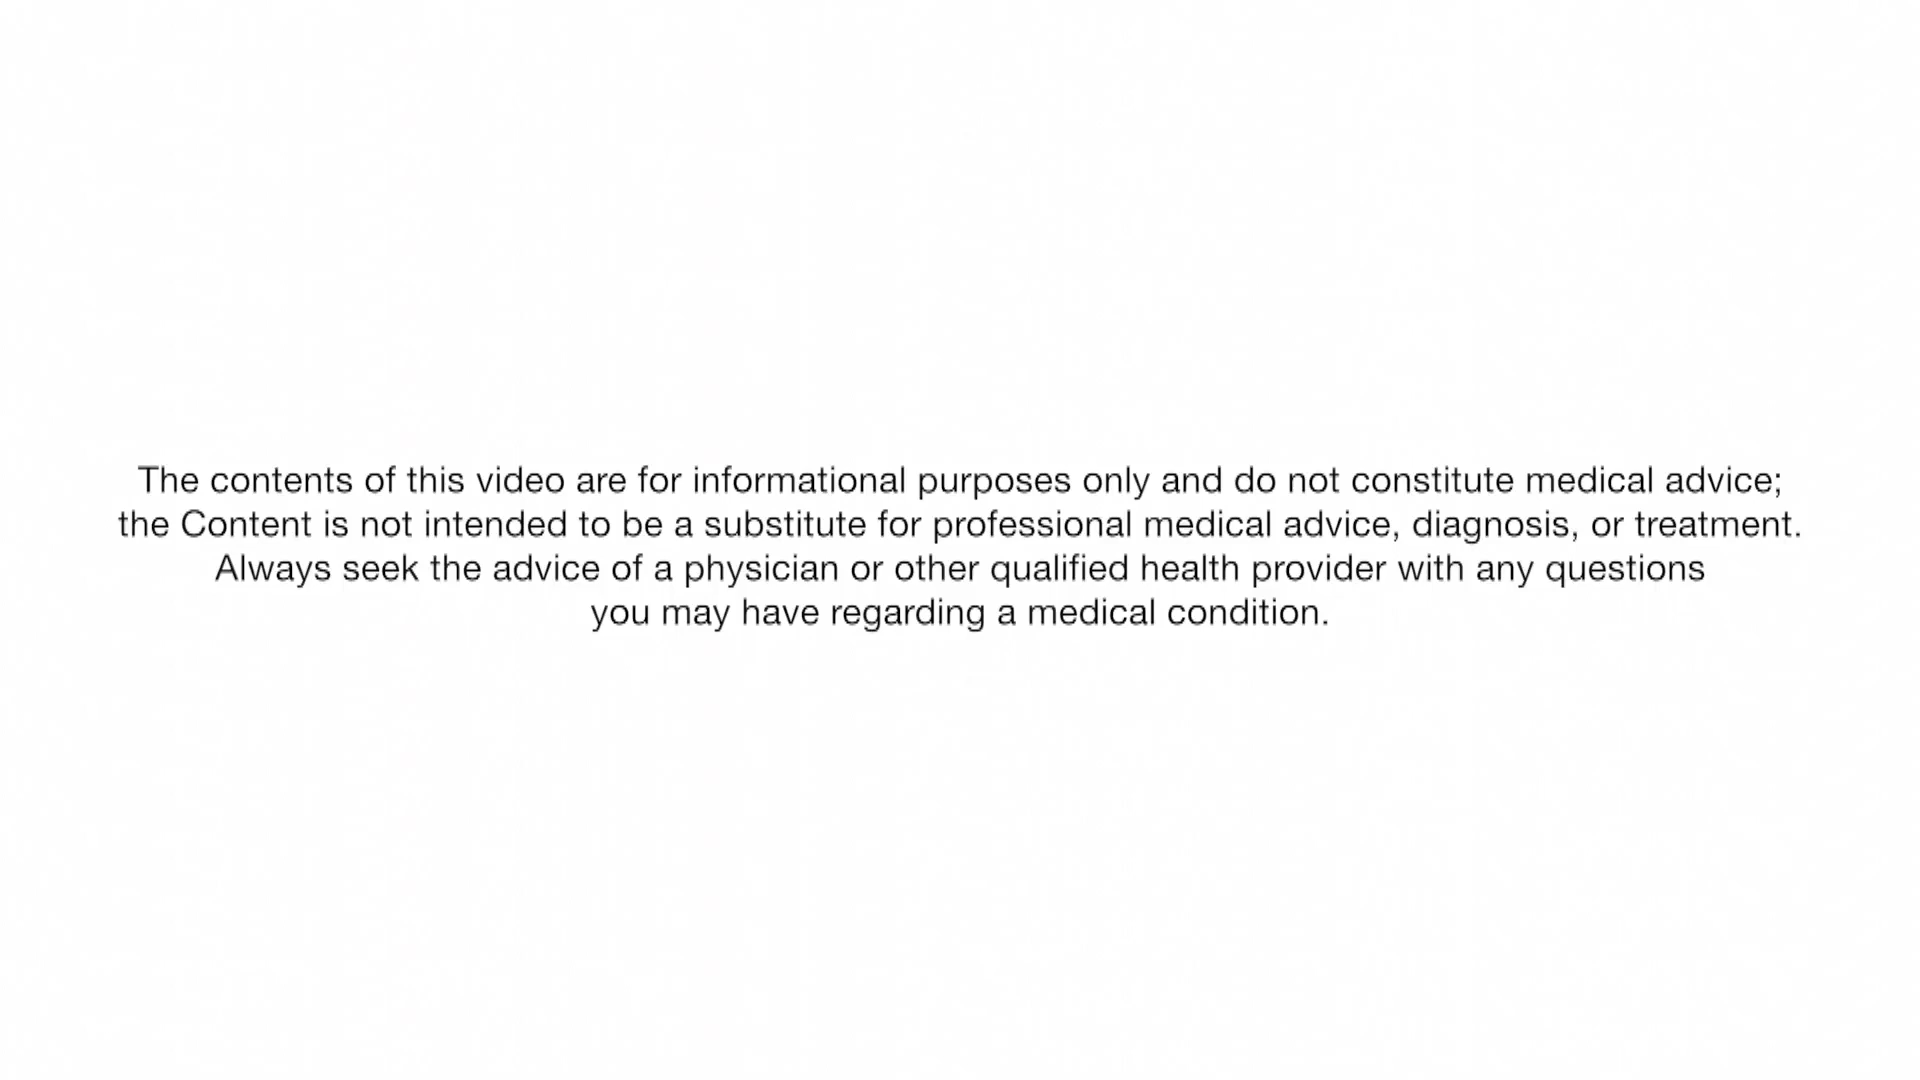 The contents of this video are for informational purposes only and do not constitute medical advice;
the Content is not intended to be a substitute for professional medical advice, diagnosis, or treatment.
Always seek the advice of a physician or other qualified health provider with any questions
you may have regarding a medical condition.